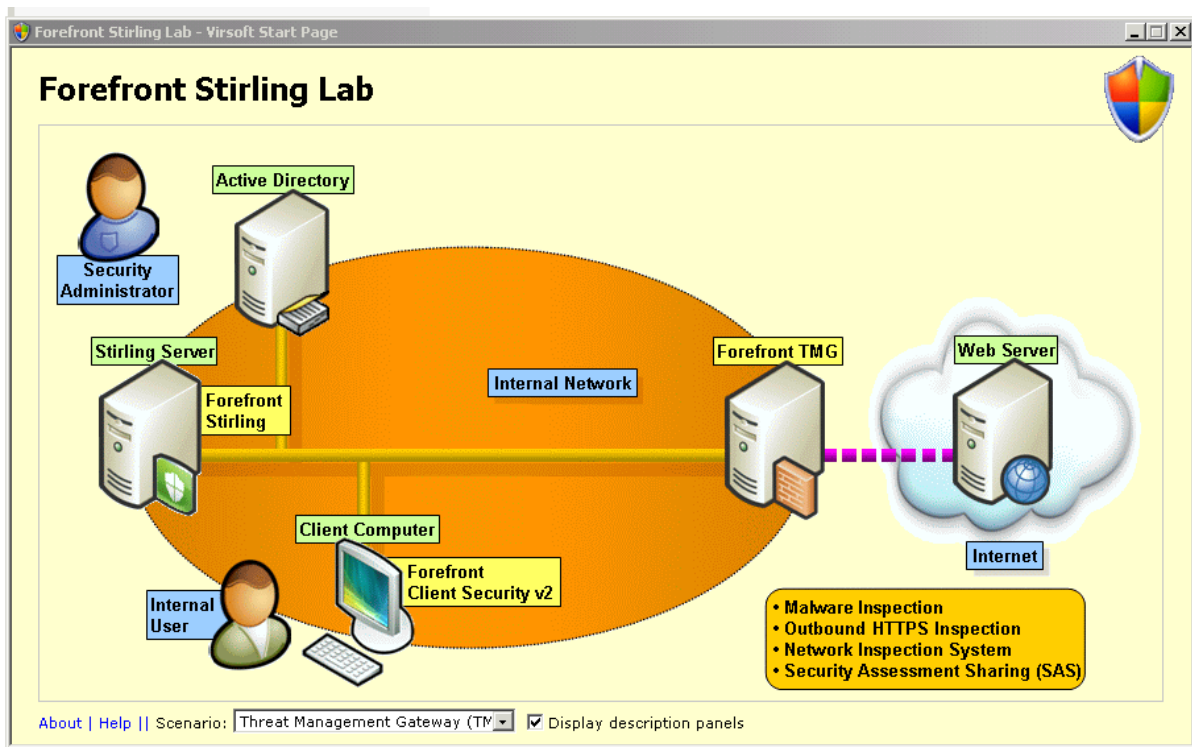 Forefront Stirling Lab - Virsoft Start Page
Forefront Stirling Lab
Active Directory
Security
Administrator
Stirling Server
Forefront
Stirling
Internal Network
Forefront TMG
Web Server
Client Computer
Forefront
Client Security v2
Internal
User
Internet
• Malware Inspection
• Outbound HTTPS Inspection
• Network Inspection System
• Security Assessment Sharing (SAS)
About | Help || Scenario: Threat Management Gateway (TM Display description panels